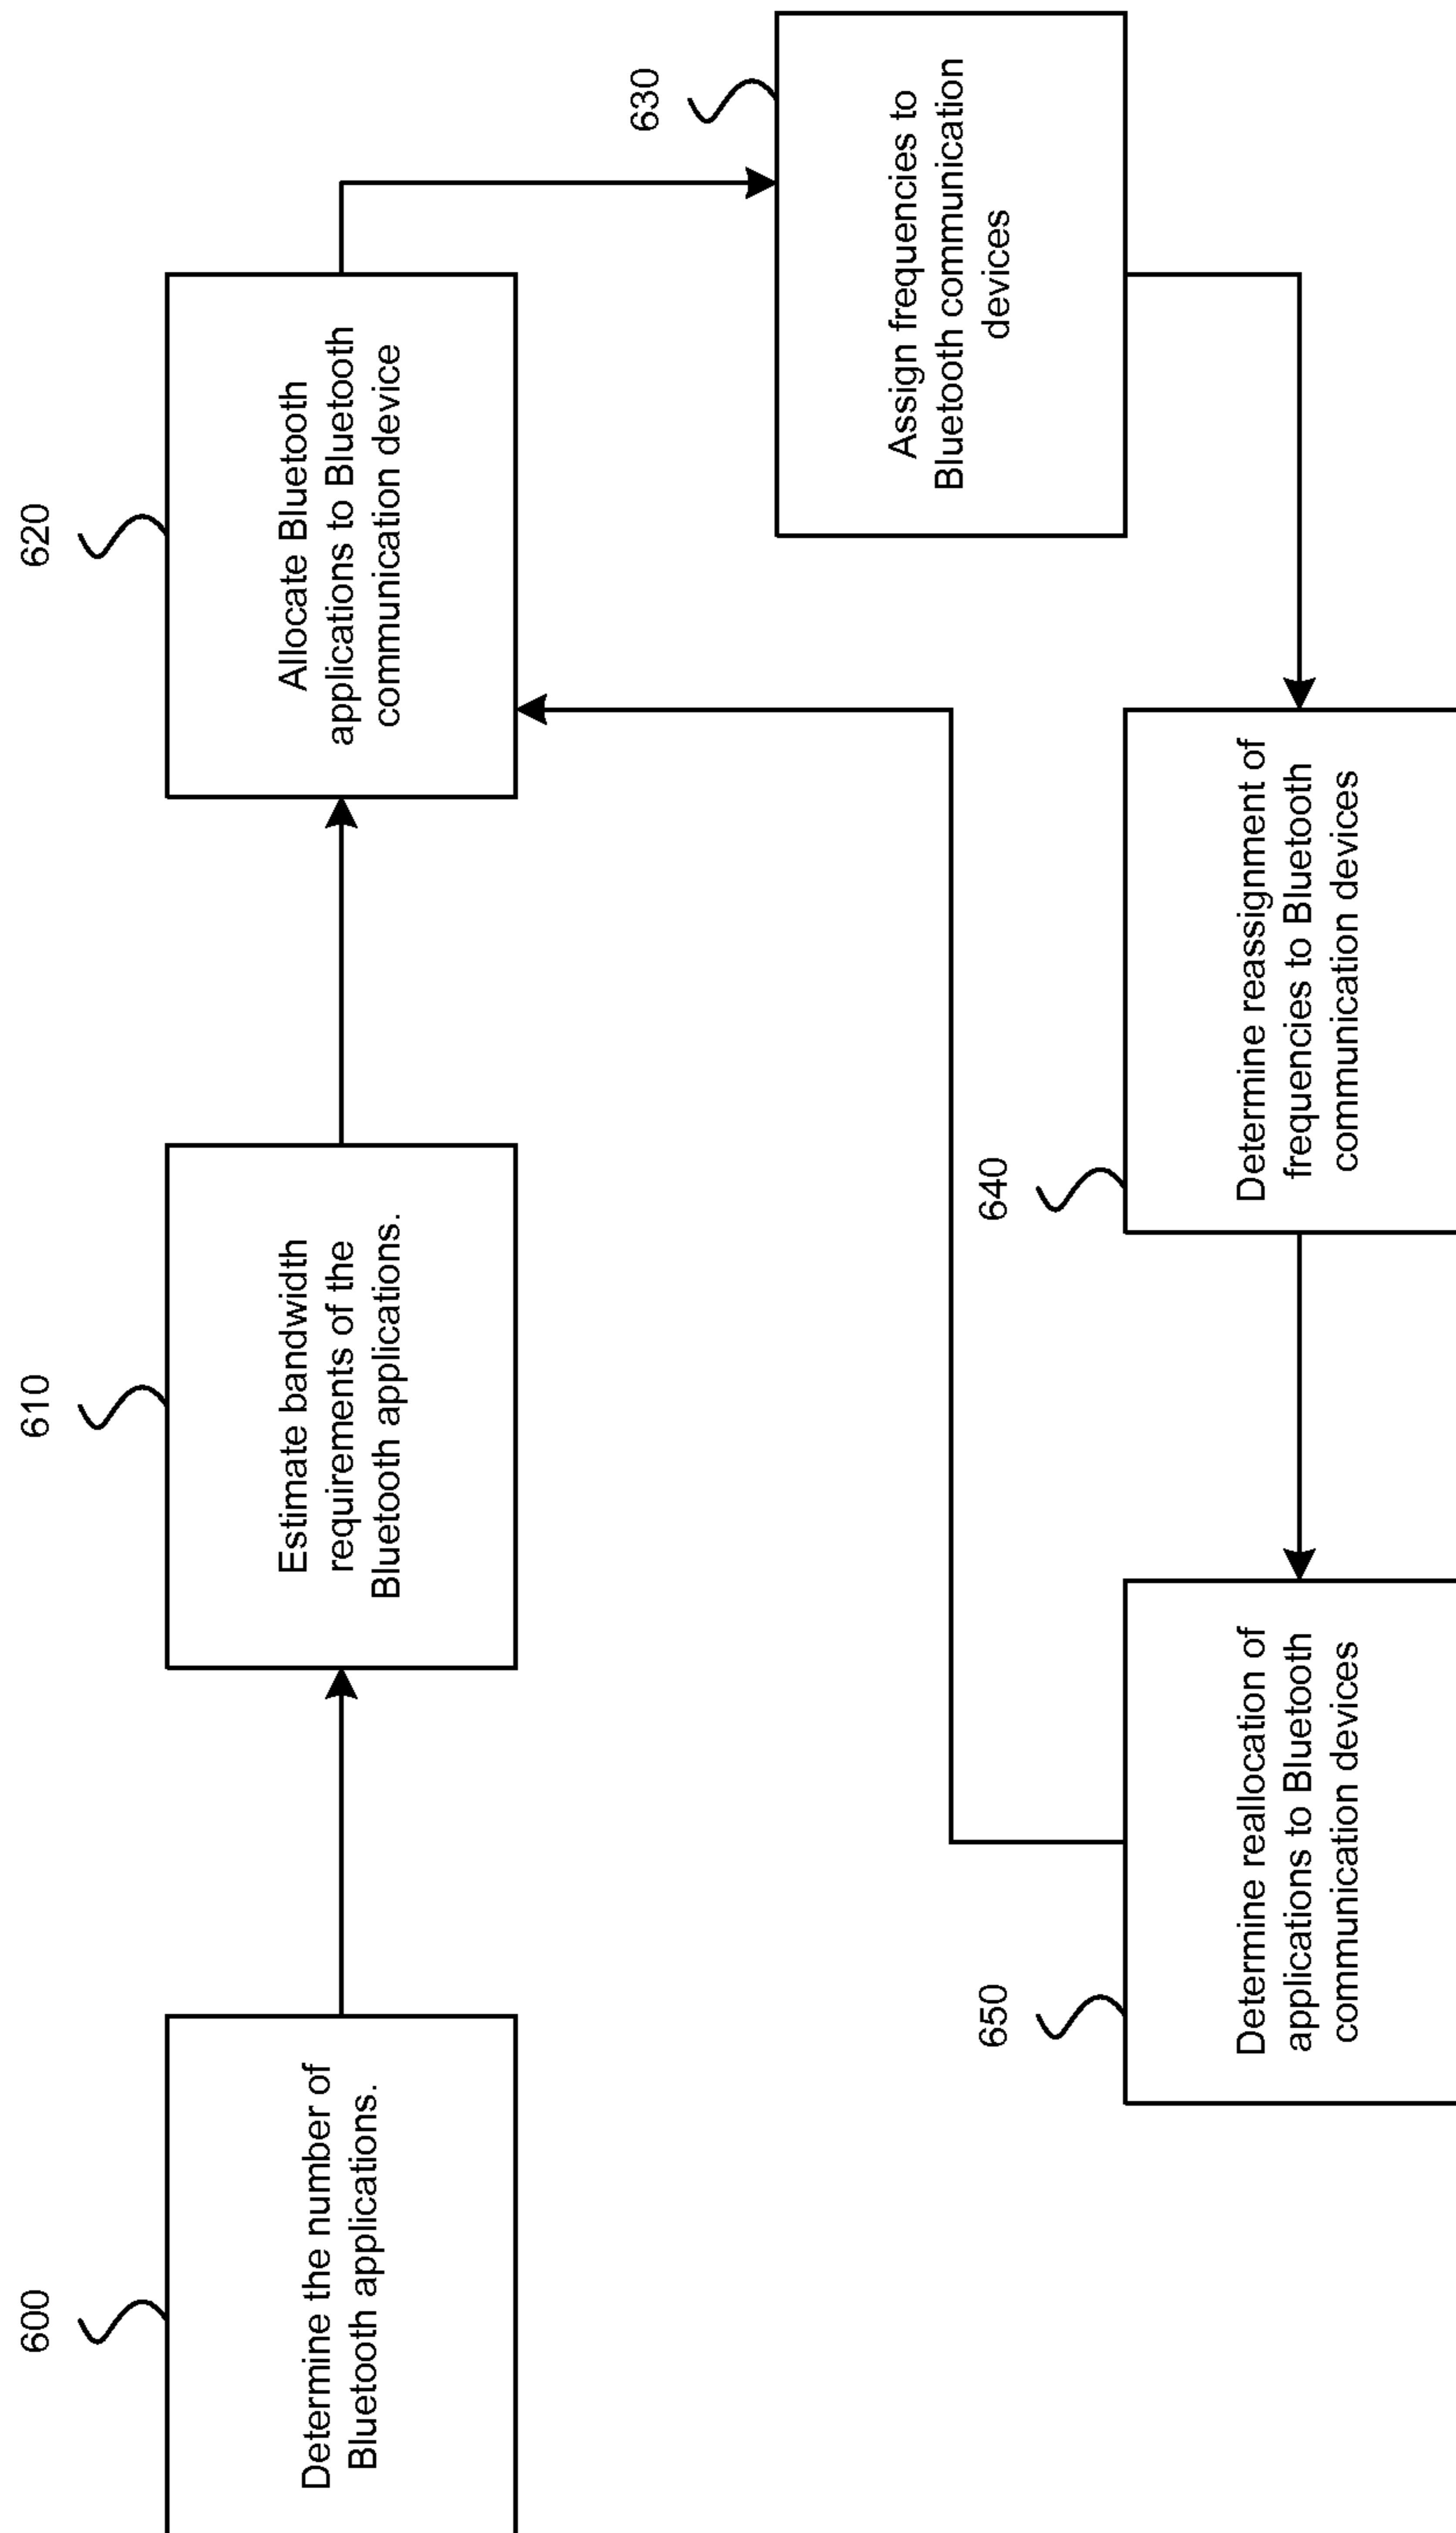 600
Determine the number of
Bluetooth applications.
610
Estimate bandwidth
requirements of the
Bluetooth applications.
620
Allocate Bluetooth
applications to Bluetooth
communication device
630
Assign frequencies to
Bluetooth communication
devices
640
Determine reassignment of
frequencies to Bluetooth
communication devices
650
Determine reallocation of
applications to Bluetooth
communication devices